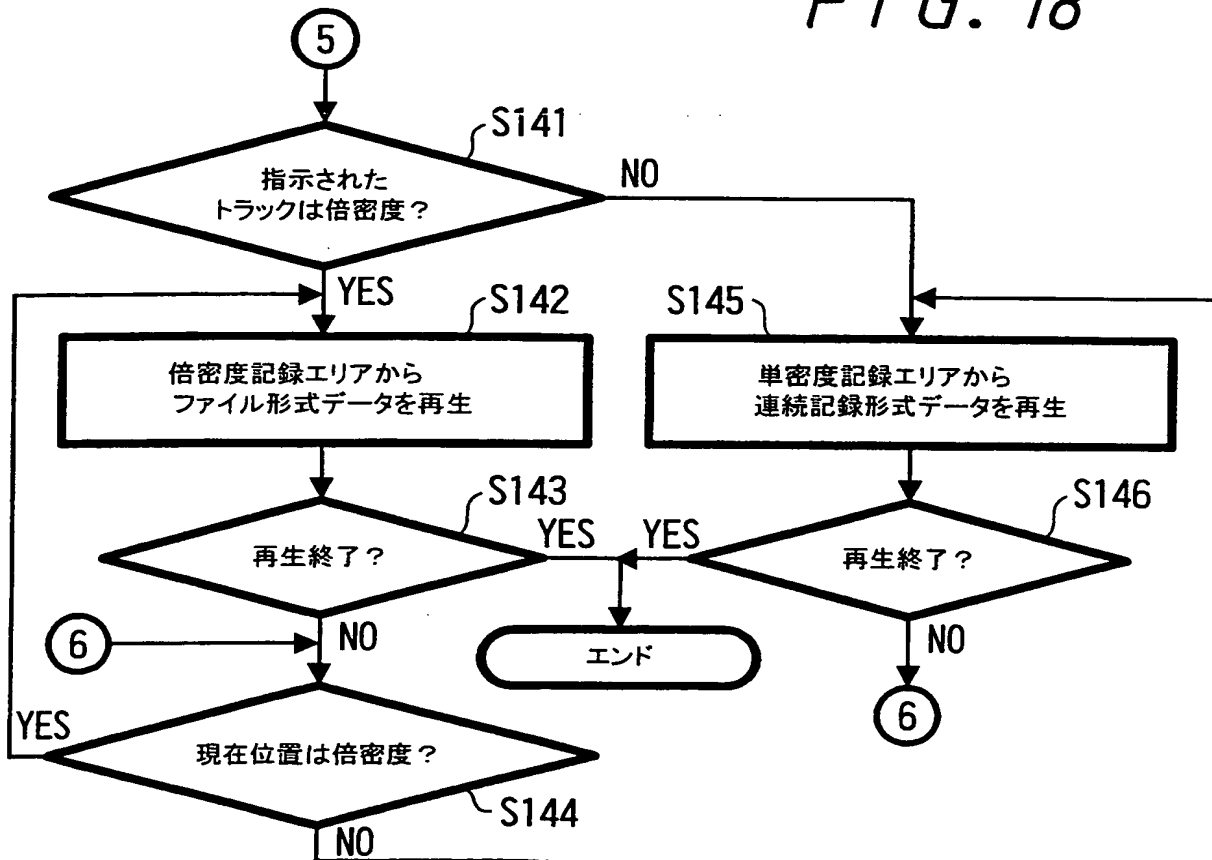 FIG. 18
5
S141
指示された
トラックは倍密度?
NO
YES
S142
S145
倍密度記録エリアから
ファイル形式データを再生
単密度記録エリアから
連続記録形式データを再生
S143
S146
再生終了?
YES
YES
再生終了?
6
NO
エンド
NO
YES
6
現在位置は倍密度?
S144
NO